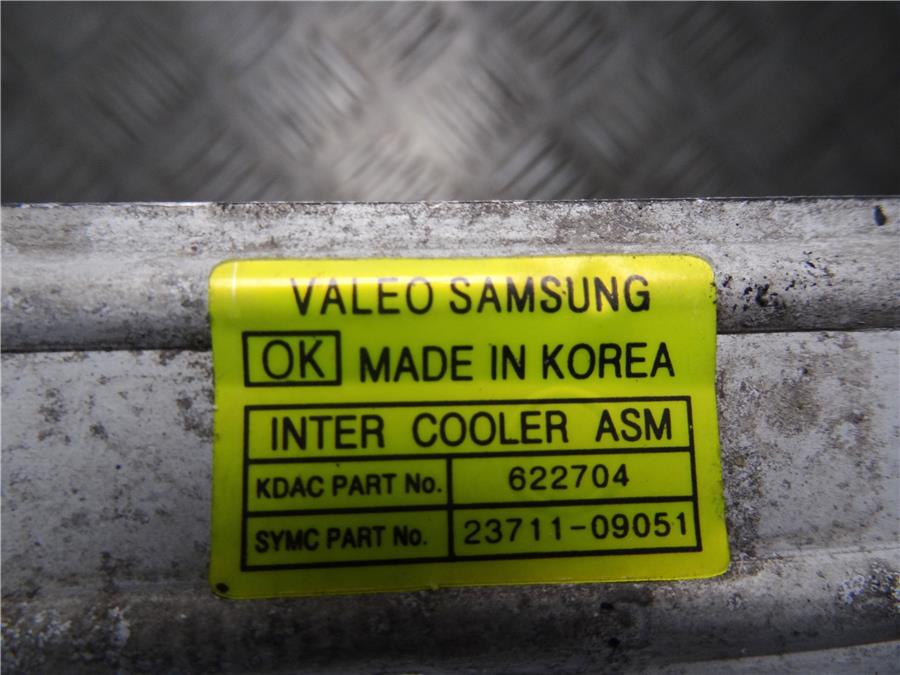 VALEO SAMSUNG
OK MADE IN KOREA
INTER COOLER ASM
KDAC PART No. 622704
SYMC PART No. 23711-09051